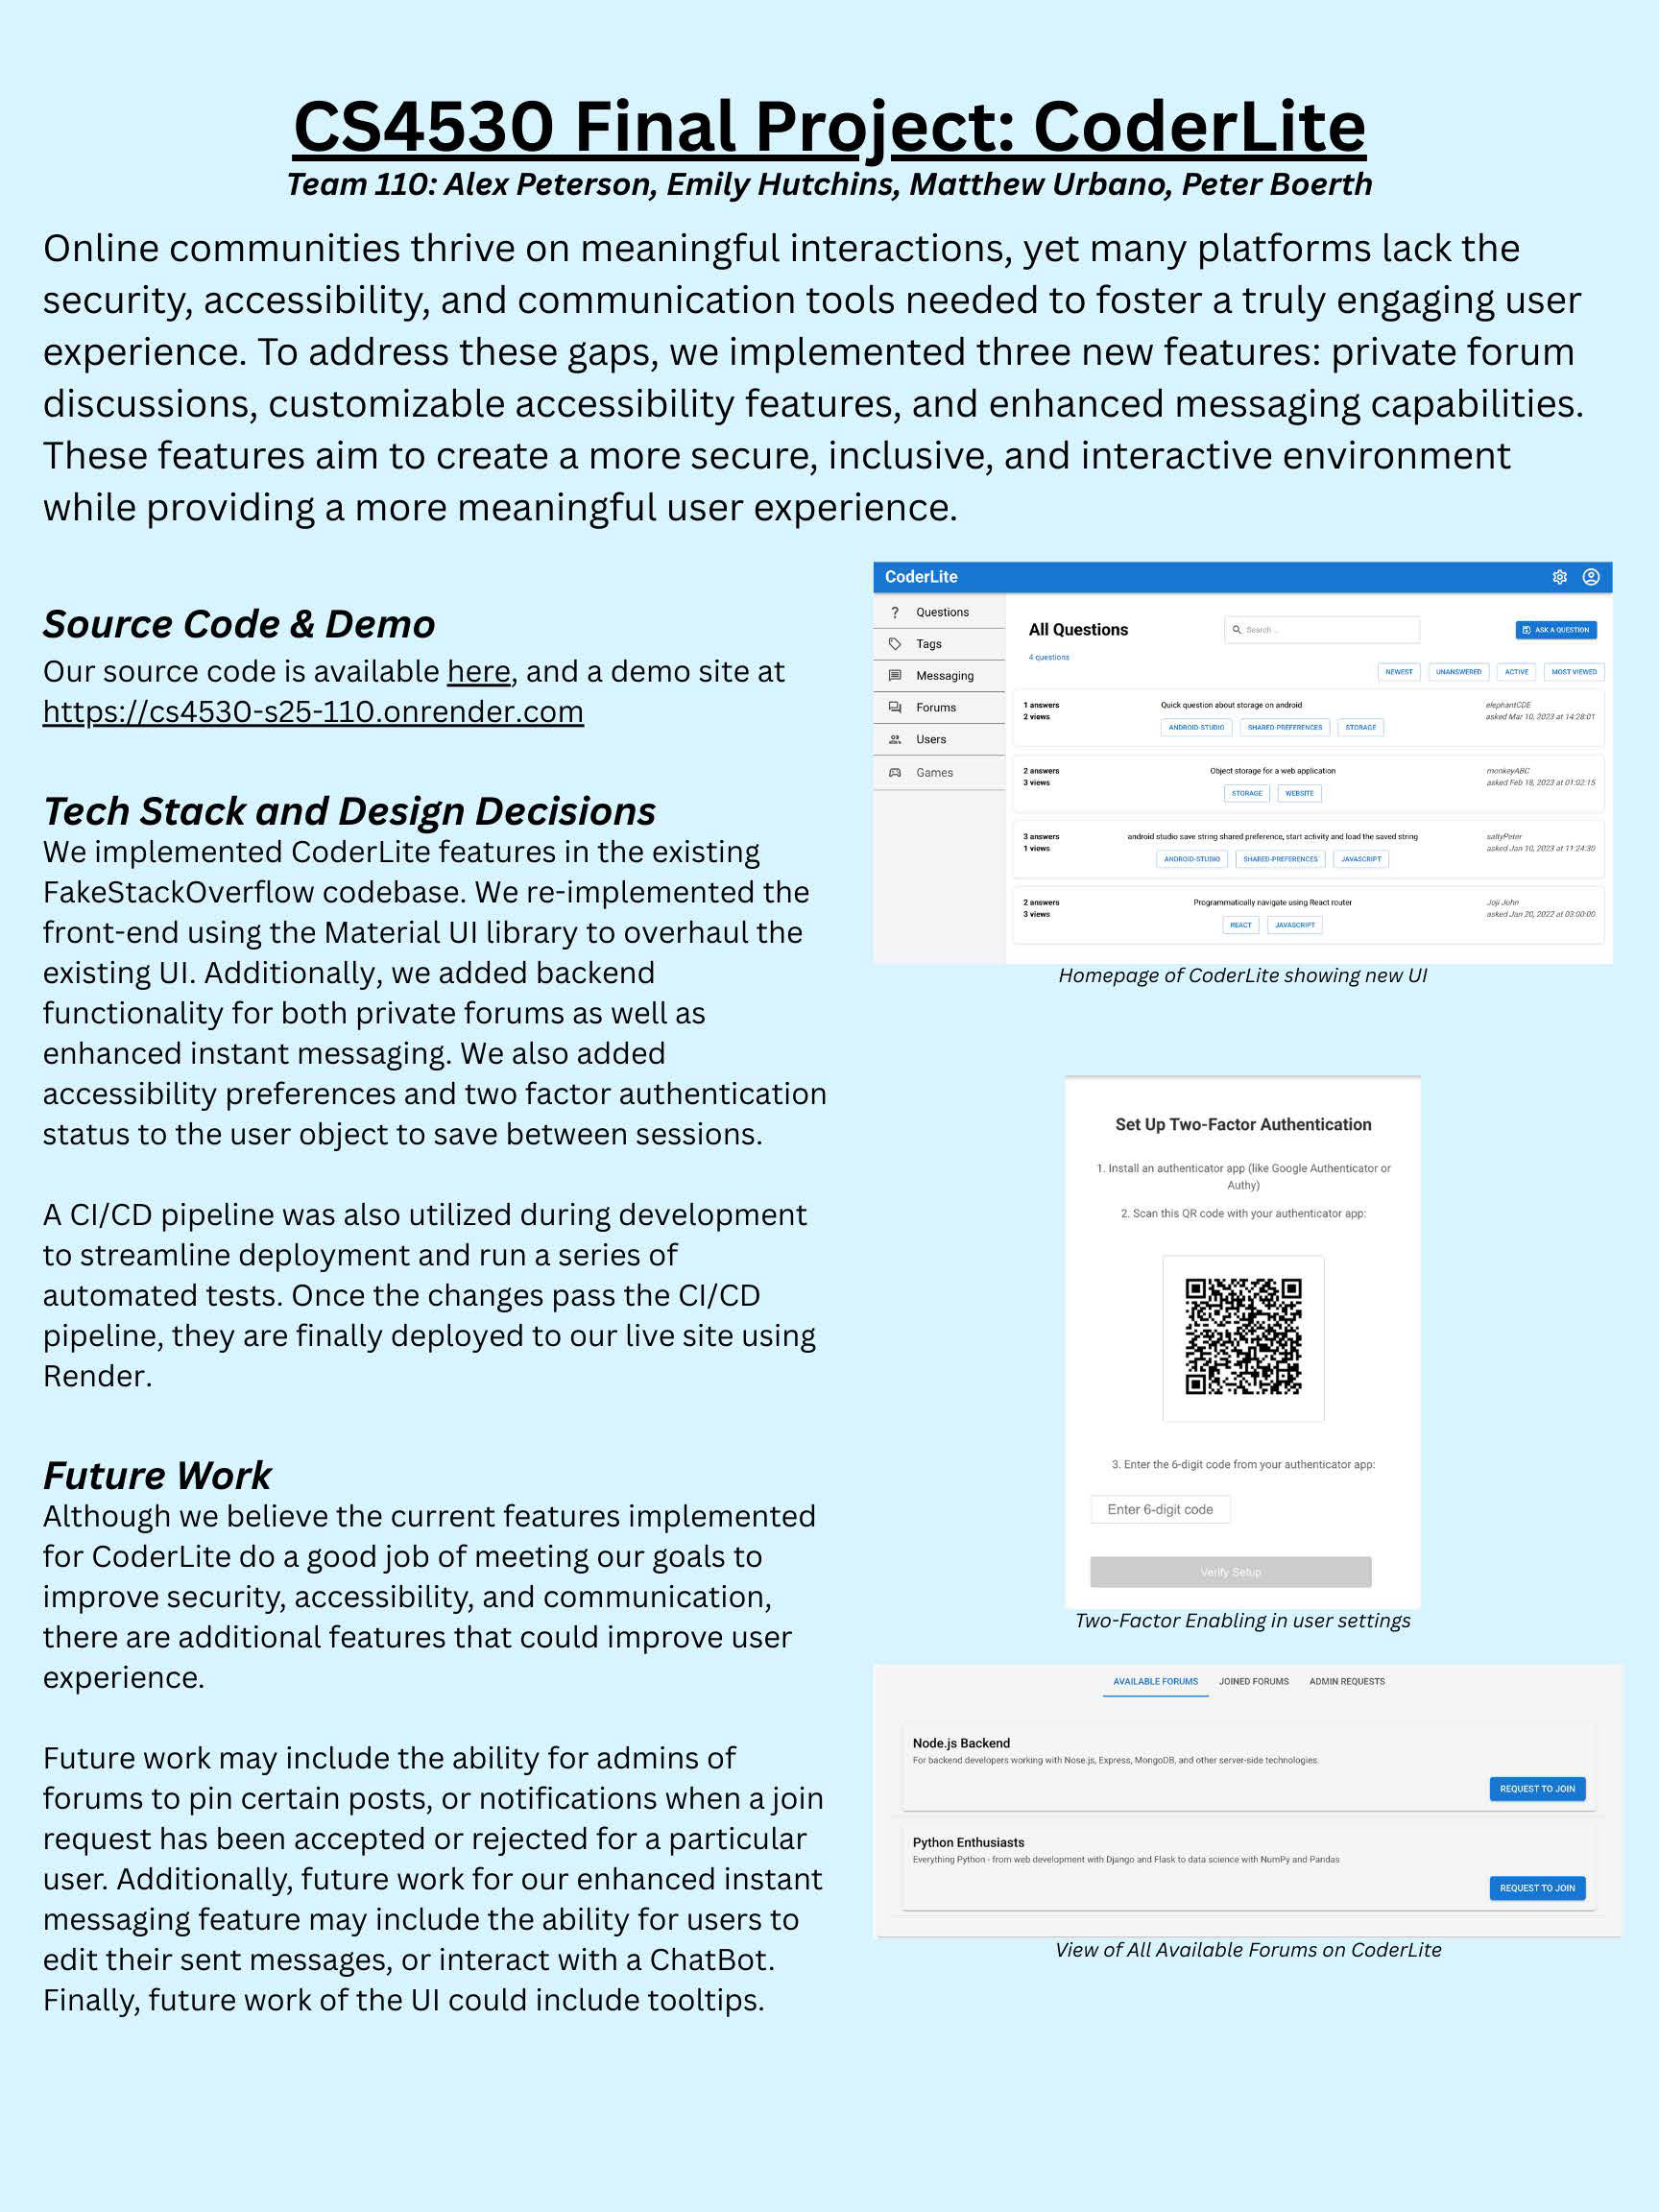 CS4530 Final Project: CoderLite
Team 110: Alex Peterson, Emily Hutchins, Matthew Urbano, Peter Boerth
Online communities thrive on meaningful interactions, yet many platforms lack the
security, accessibility, and communication tools needed to foster a truly engaging user
experience. To address these gaps, we implemented three new features: private forum
discussions, customizable accessibility features, and enhanced messaging capabilities.
These features aim to create a more secure, inclusive, and interactive environment
while providing a more meaningful user experience.
Source Code & Demo
Our source code is available here, and a demo site at
https://cs4530-s25-110.onrender.com
Tech Stack and Design Decisions
We implemented CoderLite features in the existing
FakeStackOverflow codebase. We re-implemented the
front-end using the Material UI library to overhaul the
existing UI. Additionally, we added backend
functionality for both private forums as well as
enhanced instant messaging. We also added
accessibility preferences and two factor authentication
status to the user object to save between sessions.
A CI/CD pipeline was also utilized during development
to streamline deployment and run a series of
automated tests. Once the changes pass the CI/CD
pipeline, they are finally deployed to our live site using
Render.
Future Work
Although we believe the current features implemented
for CoderLite do a good job of meeting our goals to
improve security, accessibility, and communication,
there are additional features that could improve user
experience.
Future work may include the ability for admins of
forums to pin certain posts, or notifications when a join
request has been accepted or rejected for a particular
user. Additionally, future work for our enhanced instant
messaging feature may include the ability for users to
edit their sent messages, or interact with a ChatBot.
Finally, future work of the UI could include tooltips.
CoderLite
Questions
Tags
Messaging
Forums
Users
Games
All Questions
Search ...
ASK A QUESTION
4 questions
NEWEST UNANSWERED ACTIVE MOST VIEWED
1 answers
2 views
Quick question about storage on android
ANDROID-STUDIO SHARED-PREFERENCES STORAGE
elephantCDE
asked Mar 10, 2023 at 14:28:01
2 answers
3 views
Object storage for a web application
STORAGE WEBSITE
monkeyABC
asked Feb 18, 2023 at 01:02:15
3 answers
1 views
android studio save string shared preference, start activity and load the saved string
ANDROID-STUDIO SHARED-PREFERENCES JAVASCRIPT
saltyPeter
asked Jan 10, 2023 at 11:24:30
2 answers
3 views
Programmatically navigate using React router
REACT JAVASCRIPT
Joji John
asked Jan 20, 2022 at 03:00:00
Homepage of CoderLite showing new UI
Set Up Two-Factor Authentication
1. Install an authenticator app (like Google Authenticator or
Authy)
2. Scan this QR code with your authenticator app:
3. Enter the 6-digit code from your authenticator app:
Enter 6-digit code
Verify Setup
Two-Factor Enabling in user settings
AVAILABLE FORUMS JOINED FORUMS ADMIN REQUESTS
Node.js Backend
For backend developers working with Nose.js, Express, MongoDB, and other server-side technologies.
REQUEST TO JOIN
Python Enthusiasts
Everything Python - from web development with Django and Flask to data science with NumPy and Pandas
REQUEST TO JOIN
View of All Available Forums on CoderLite